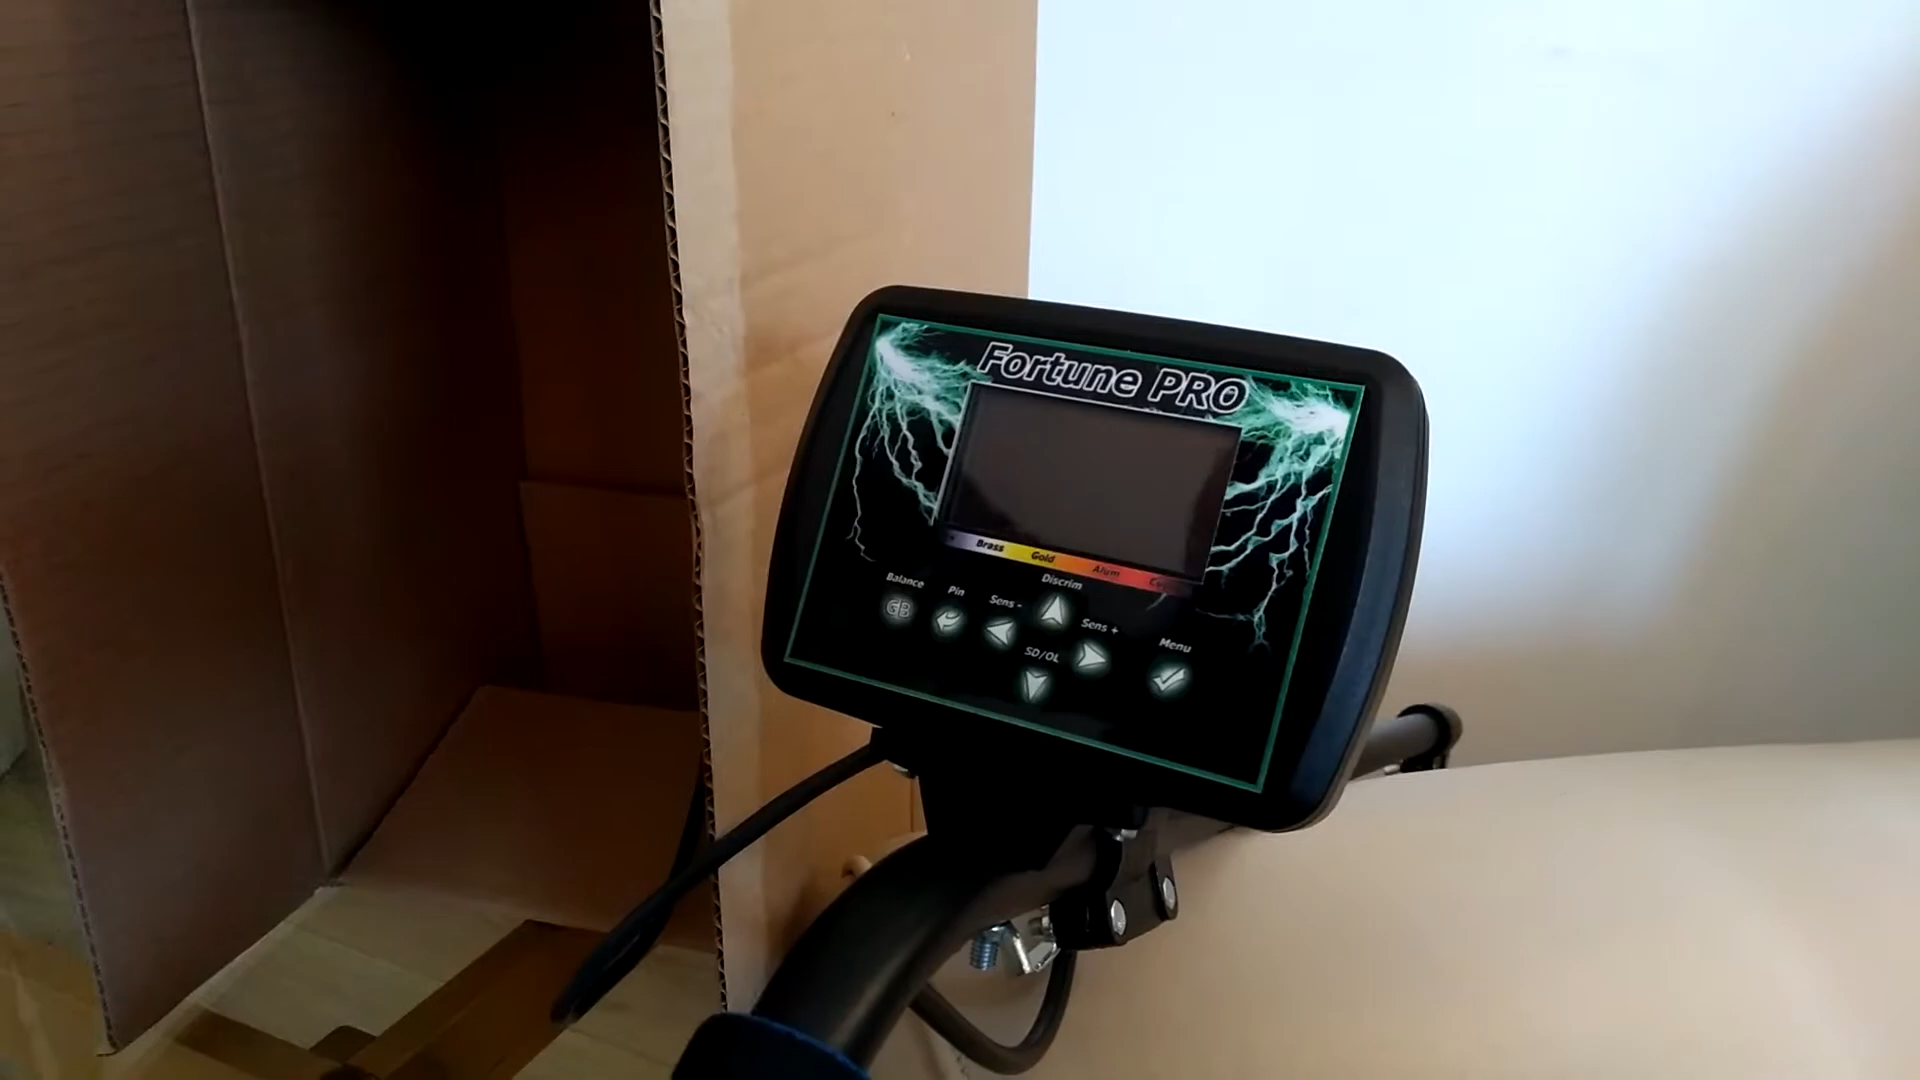 Fortune PRO
Brass Gold Alum
Balance Pin Sens - Discrim Sens + Menu
GB
SD/OL